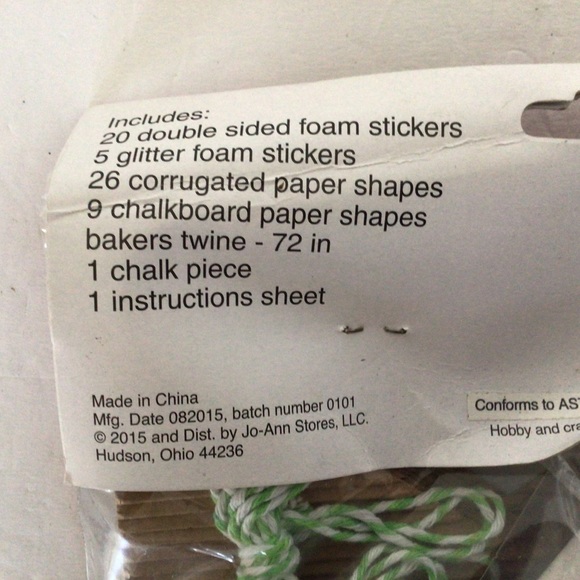 Includes:
20 double sided foam stickers
5 glitter foam stickers
26 corrugated paper shapes
9 chalkboard paper shapes
bakers twine - 72 in
1 chalk piece
1 instructions sheet
Made in China
Mfg. Date 082015, batch number 0101
© 2015 and Dist. by Jo-Ann Stores, LLC.
Hudson, Ohio 44236
Conforms to
Hobby and